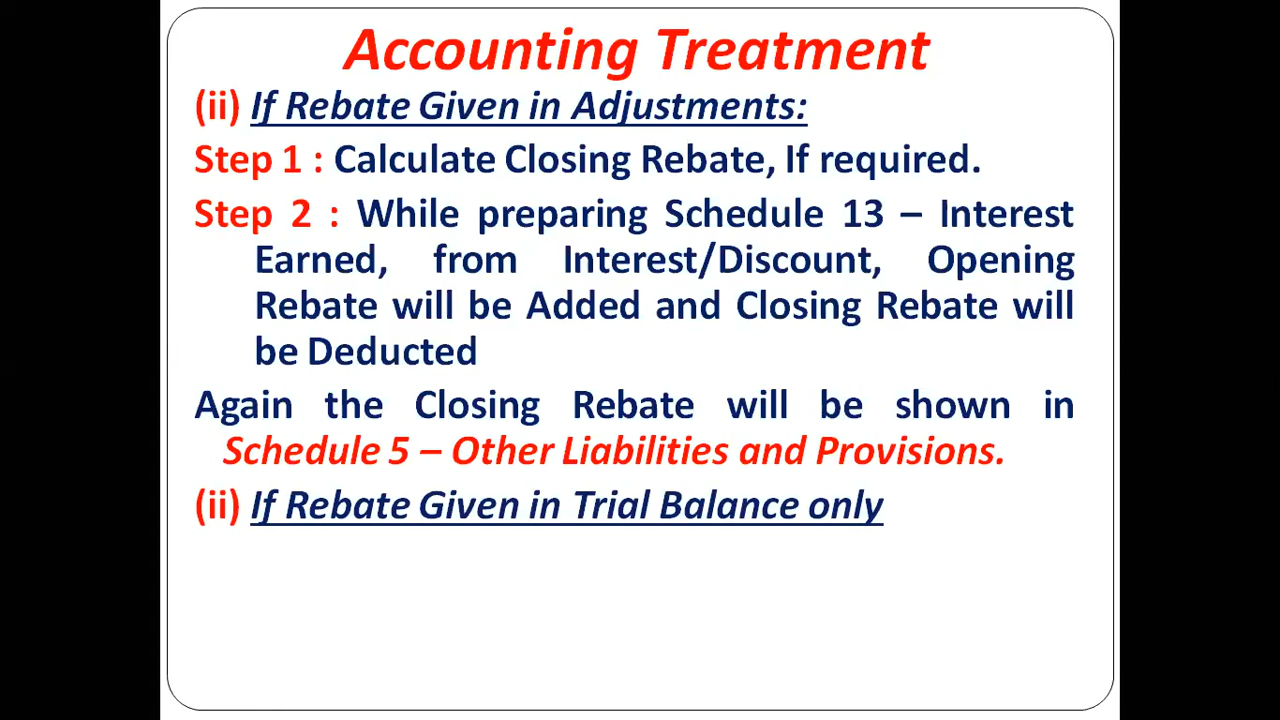 Accounting Treatment
(ii) If Rebate Given in Adjustments:
Step 1 : Calculate Closing Rebate, If required.
Step 2 : While preparing Schedule 13 – Interest
Earned, from Interest/Discount, Opening
Rebate will be Added and Closing Rebate will
be Deducted
Again the Closing Rebate will be shown in
Schedule 5 – Other Liabilities and Provisions.
(ii) If Rebate Given in Trial Balance only